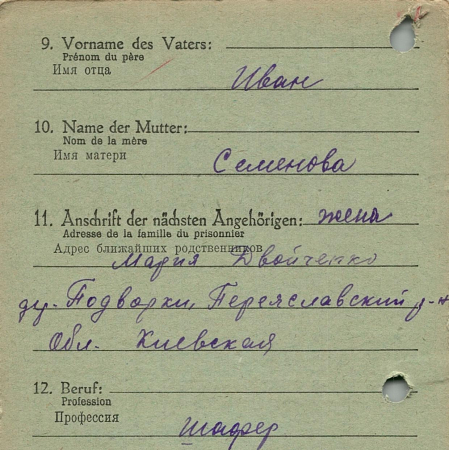 9. Vorname des Vaters:
Prénom du père
Имя отца
Иван
10. Name der Mutter:
Nom de la mère
Имя матери
Семенова
11. Anschrift der nächsten Angehörigen: жена
Adresse de la famille du prisonnier
Адрес ближайших родственников
Мария Двойченко
Подворки, Переяславский р-н
Обл. Киевская
12. Beruf:
Profession
Профессия
шофер